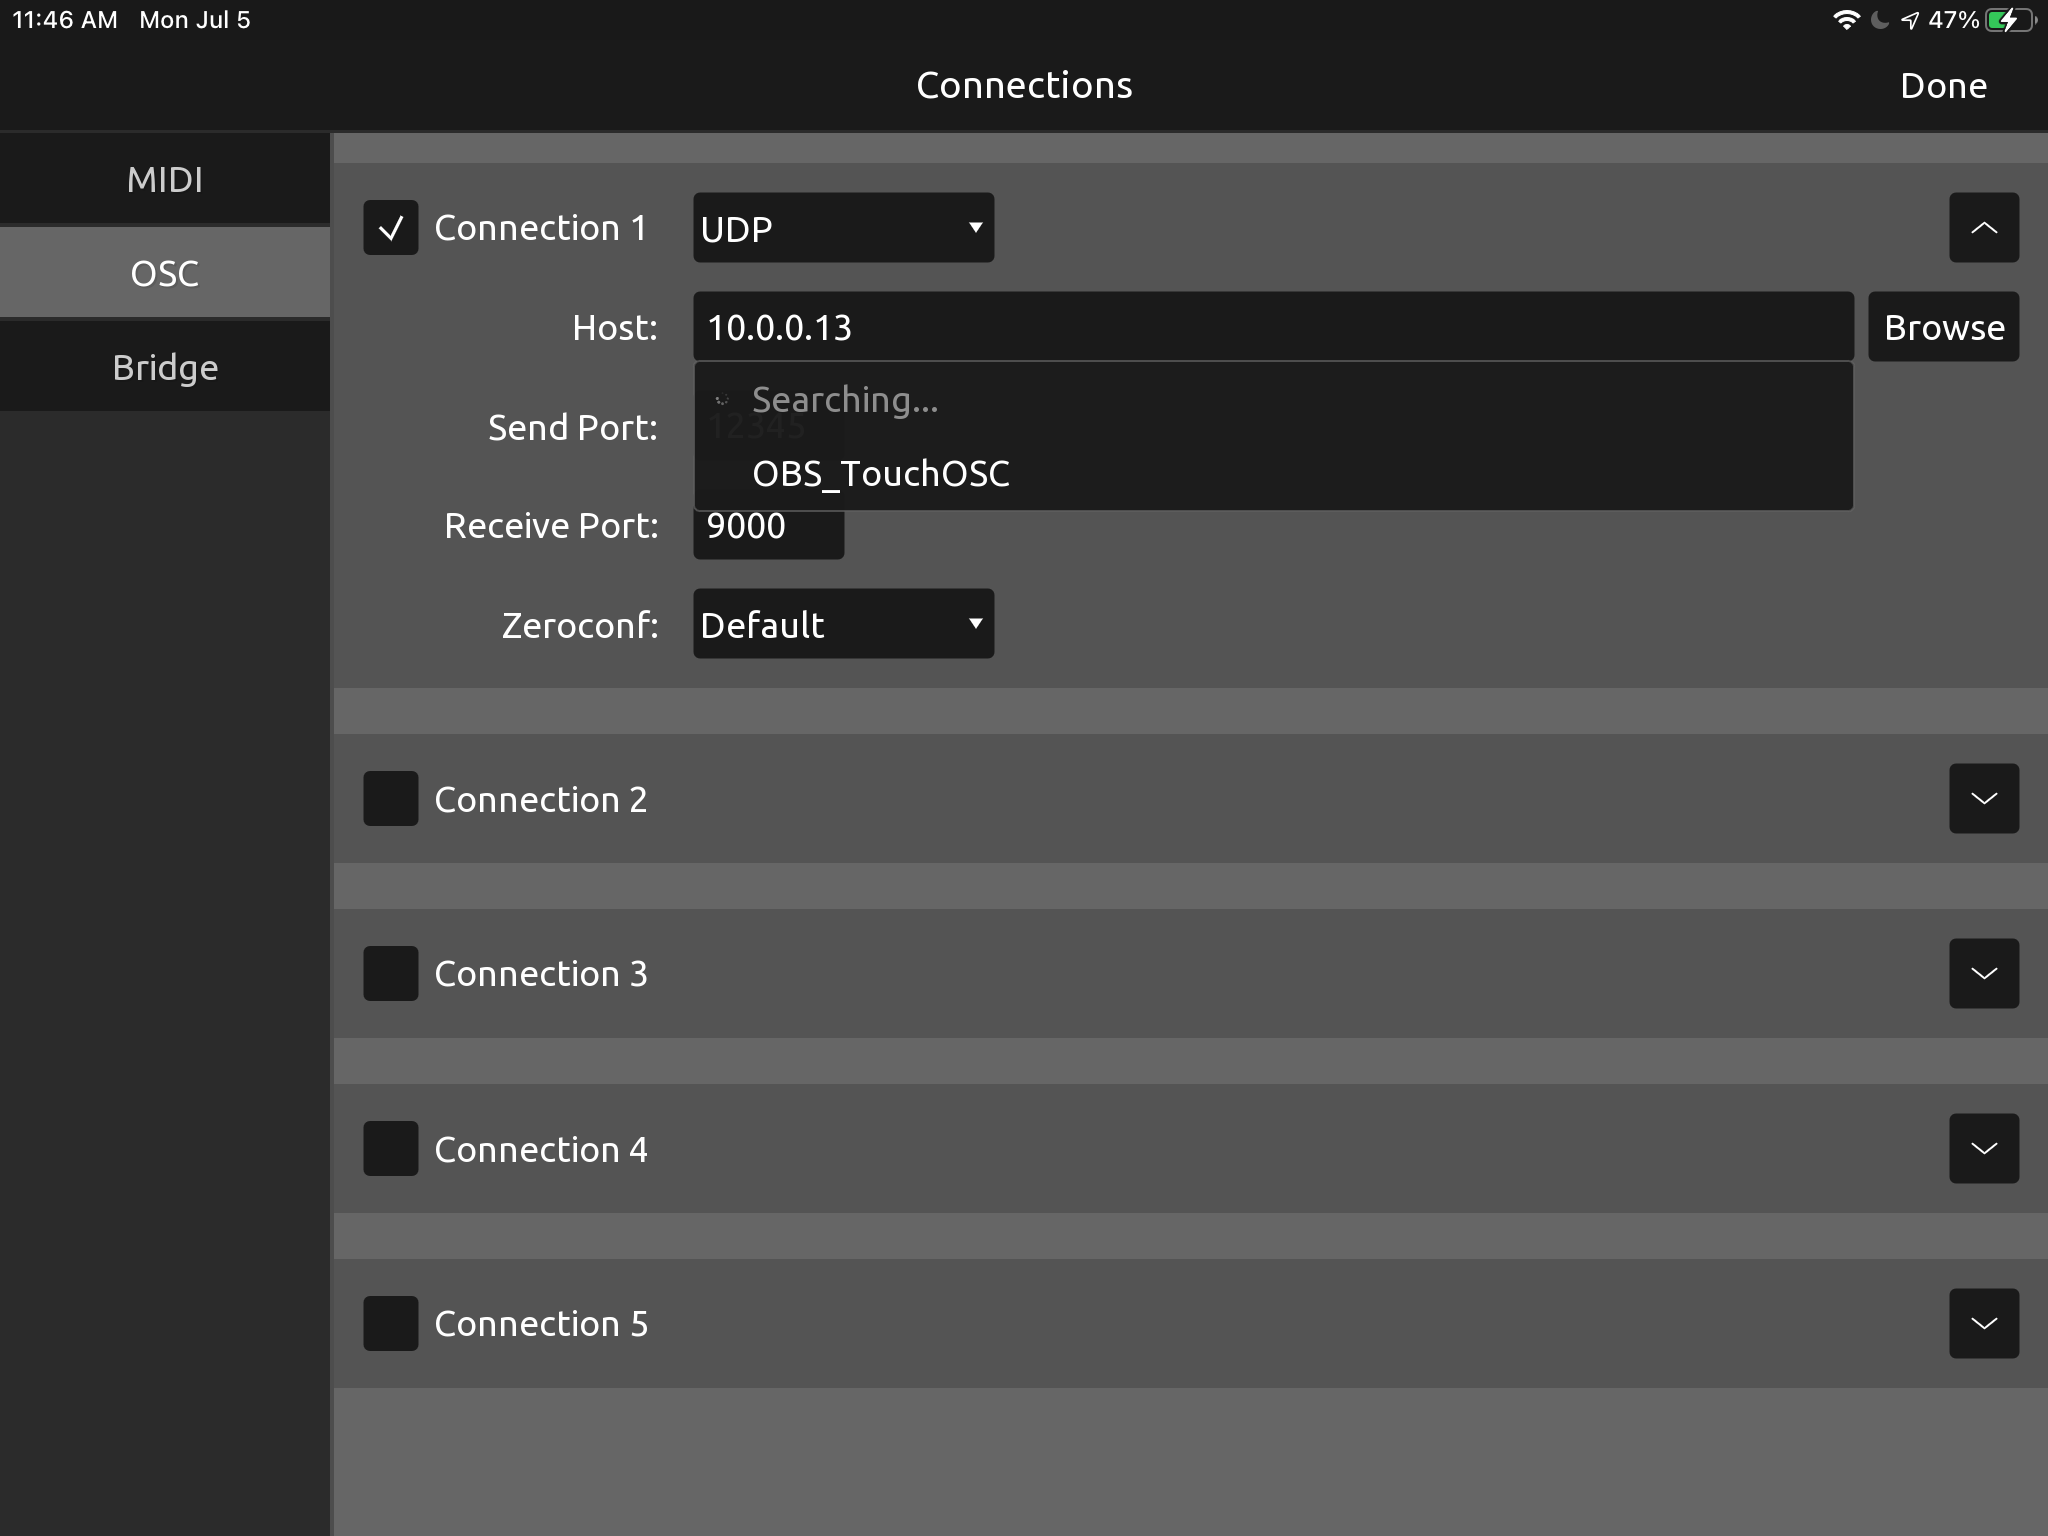 11:46 AM Mon Jul 5
47%
Connections
Done
MIDI
OSC
Bridge
Connection 1
UDP
Host:
10.0.0.13
Browse
Searching...
Send Port:
12345
OBS_TouchOSC
Receive Port:
9000
Zeroconf:
Default
Connection 2
Connection 3
Connection 4
Connection 5